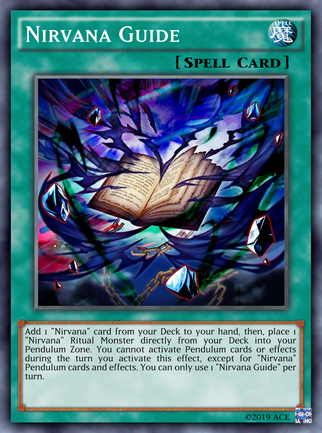 NIRVANA GUIDE
[SPELL CARD]
Add 1 "Nirvana" card from your Deck to your hand, then, place 1
"Nirvana" Ritual Monster directly from your Deck into your
Pendulum Zone. You cannot activate Pendulum cards or effects
during the turn you activate this effect, except for "Nirvana"
Pendulum cards and effects. You can only use 1 "Nirvana Guide" per
turn.
©2019 ACE